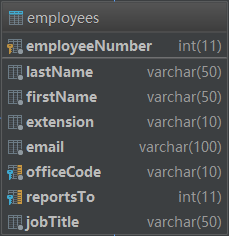 employees
employeeNumber int(11)
lastName varchar(50)
firstName varchar(50)
extension varchar(10)
email varchar(100)
officeCode varchar(10)
reportsTo int(11)
jobTitle varchar(50)